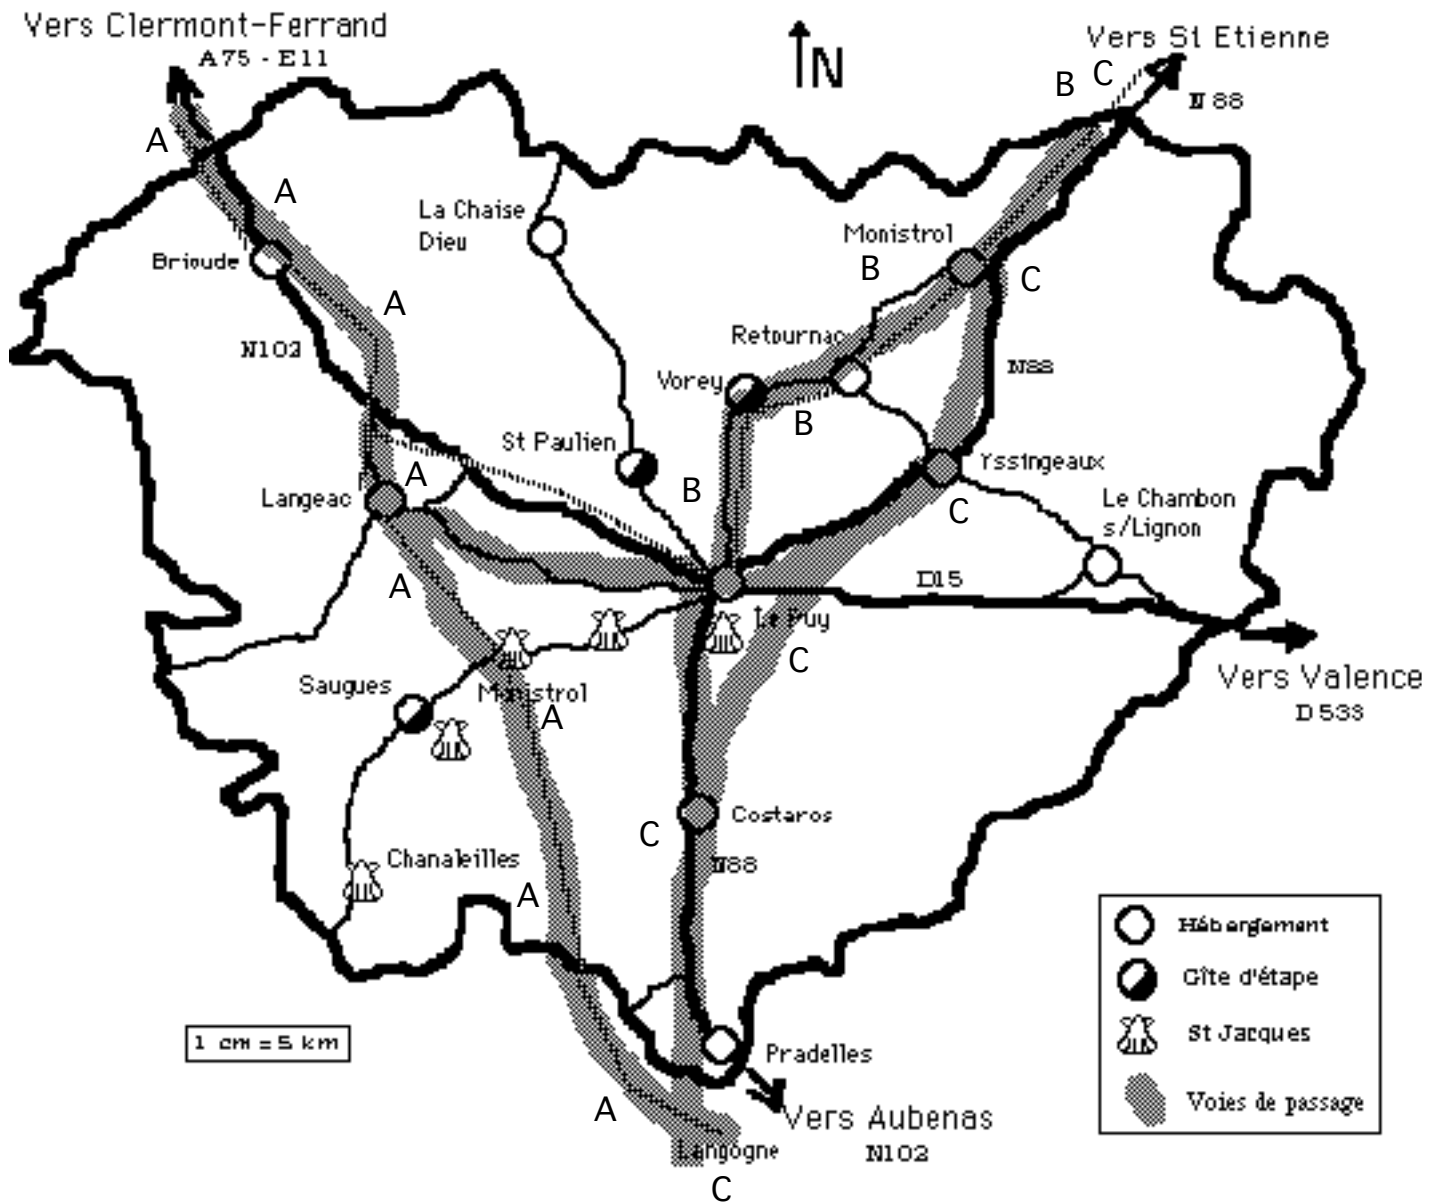 Vers Clermont-Ferrand
A75 - E11
N
Vers St Etienne
B
C
N 88
A
A
La Chaise
Dieu
Monistrol
B
Brioude
C
A
N102
Retournac
N88
Vorey
B
St Paulien
A
B
Yssingeaux
Langeac
C
Le Chambon
s/Lignon
A
D15
Le Puy
C
Vers Valence
D 533
Saugues
Monistrol
A
Costaros
C
Chanaleilles
N88
A
Hébergement
Gîte d'étape
St Jacques
Voies de passage
1 cm = 5 km
Pradelles
A
Vers Aubenas
N102
Langogne
C